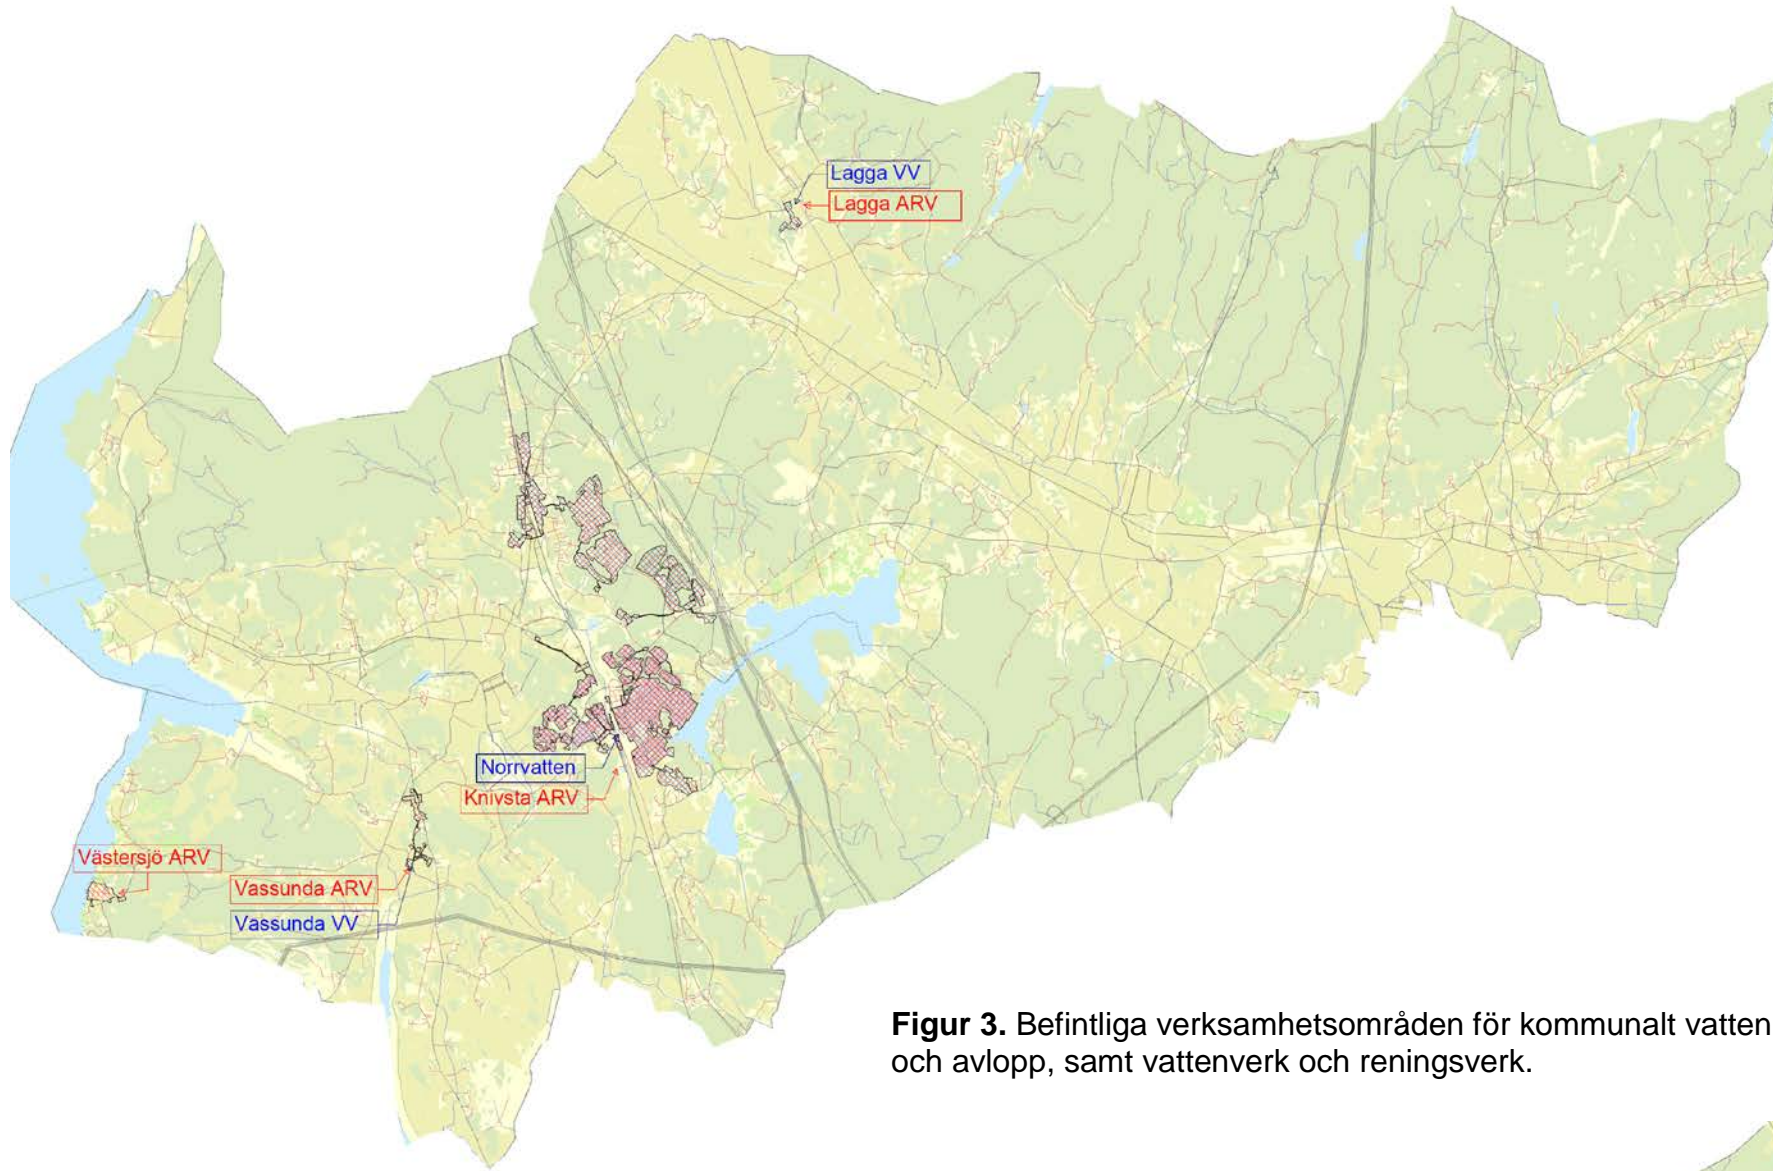 Lagga VV
Lagga ARV
Norrvatten
Knivsta ARV
Västersjö ARV
Vassunda ARV
Vassunda VV
Figur 3. Befintliga verksamhetsområden för kommunalt vatten
och avlopp, samt vattenverk och reningsverk.